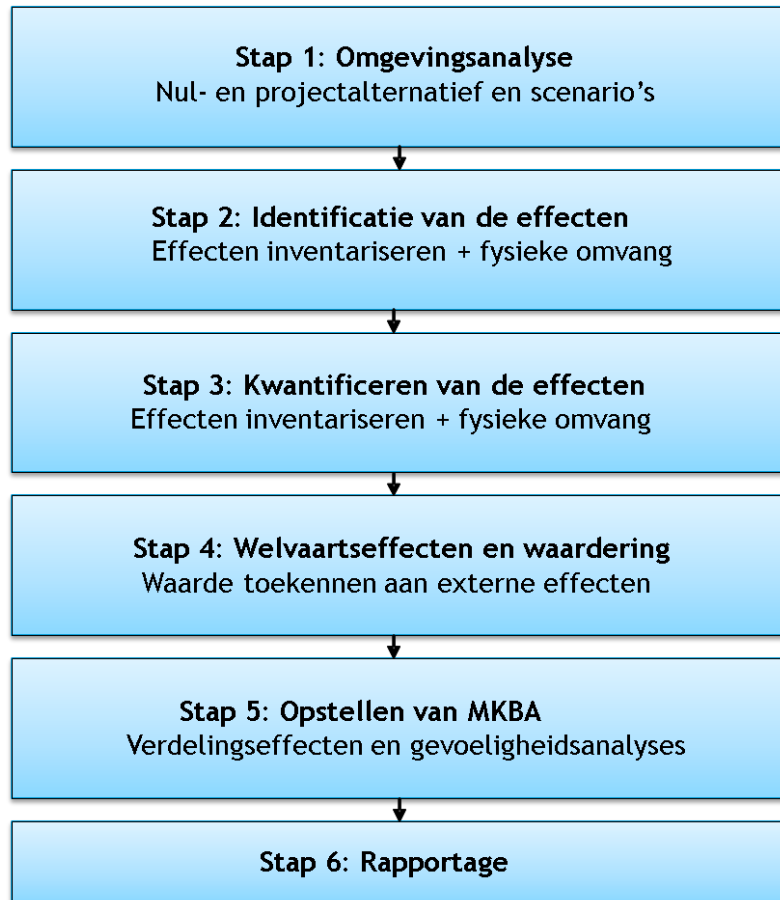 Stap 1: Omgevingsanalyse
Nul- en projectalternatief en scenario’s
Stap 2: Identificatie van de effecten
Effecten inventariseren + fysieke omvang
Stap 3: Kwantificeren van de effecten
Effecten inventariseren + fysieke omvang
Stap 4: Welvaartseffecten en waardering
Waarde toekennen aan externe effecten
Stap 5: Opstellen van MKBA
Verdelingseffecten en gevoeligheidsanalyses
Stap 6: Rapportage